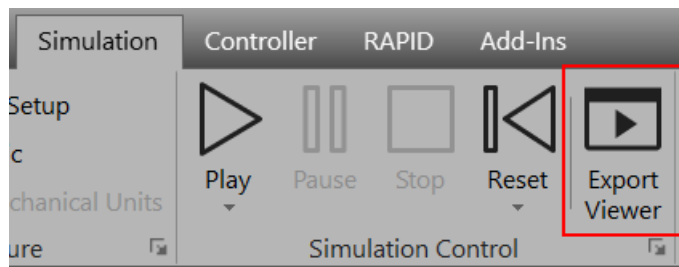 Simulation Controller RAPID Add-Ins
Setup
c
chanical Units
ure
Play Pause Stop Reset
Export
Viewer
Simulation Control